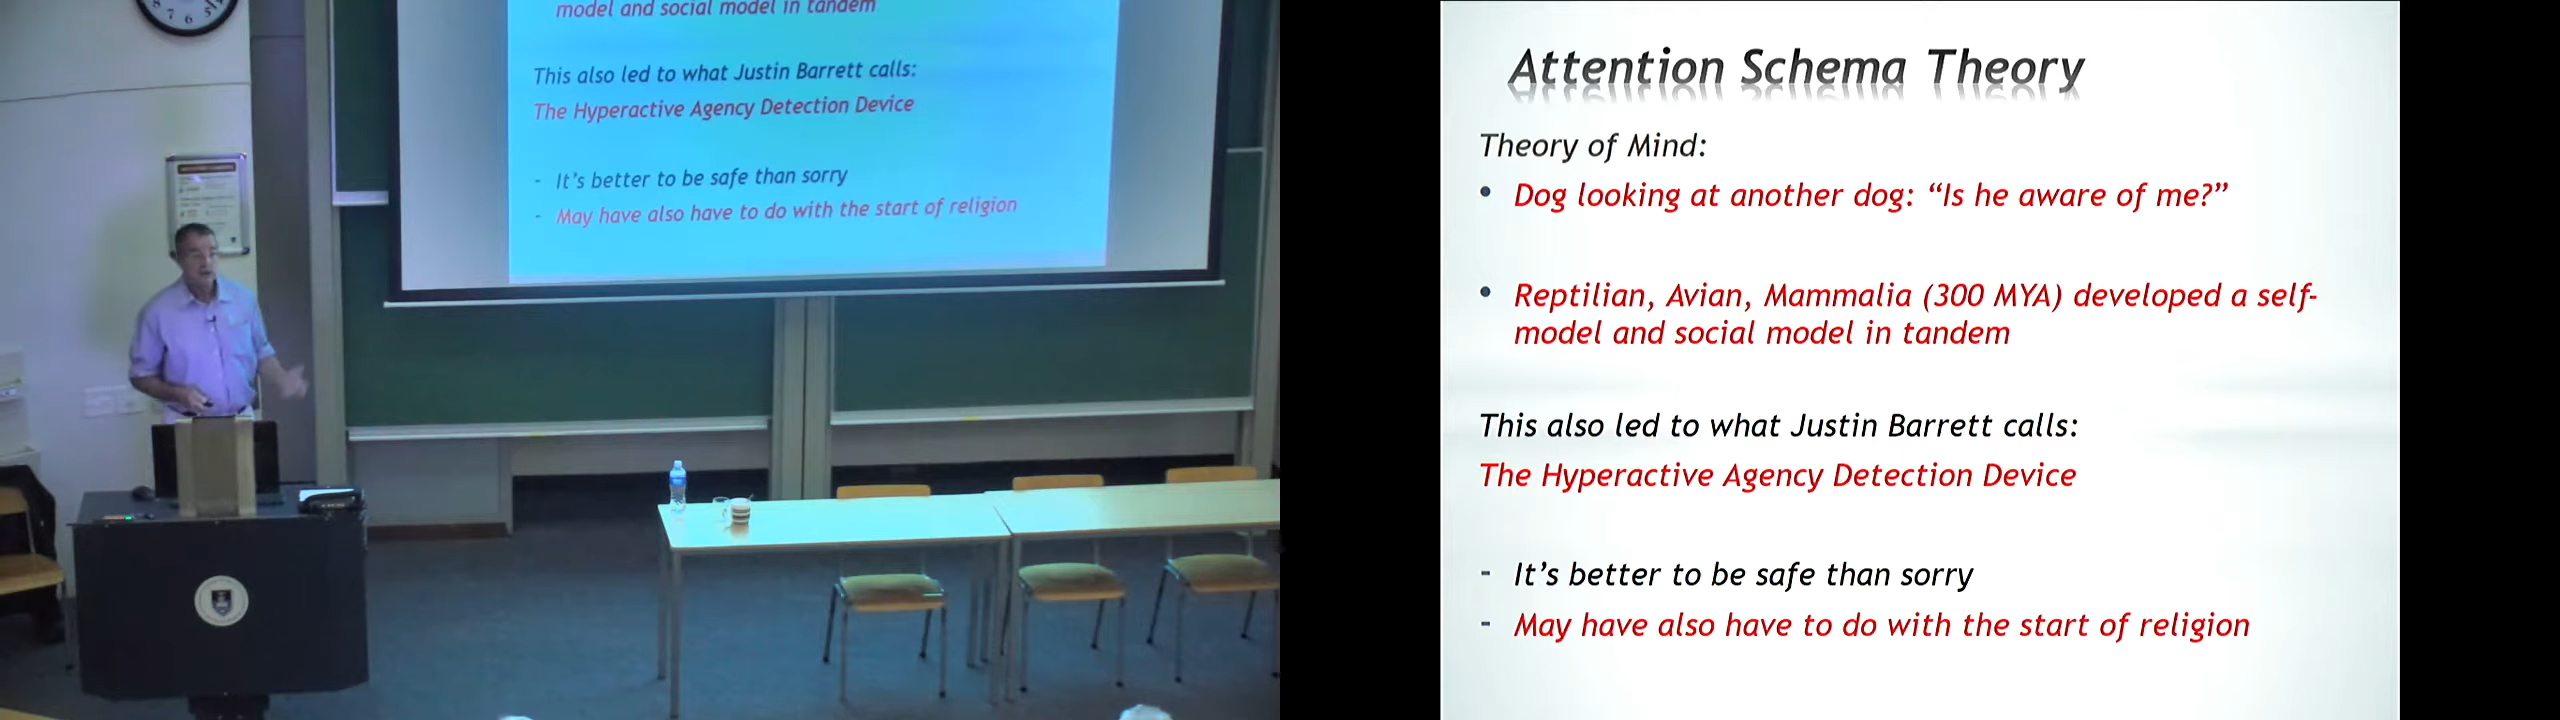 8 7 6 5
model and social model in tandem
This also led to what Justin Barrett calls:
The Hyperactive Agency Detection Device
- It's better to be safe than sorry
- May have also have to do with the start of religion
Attention Schema Theory
Theory of Mind:
• Dog looking at another dog: “Is he aware of me?”
• Reptilian, Avian, Mammalia (300 MYA) developed a self-
model and social model in tandem
This also led to what Justin Barrett calls:
The Hyperactive Agency Detection Device
- It’s better to be safe than sorry
- May have also have to do with the start of religion